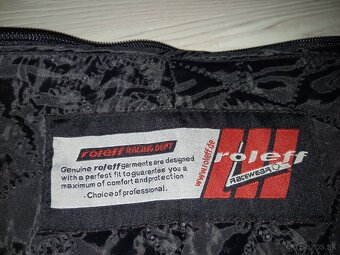 roleff RACING DEPT
Genuine roleff garments are designed
with a perfect fit to guarantee you a
maximum of comfort and protection
- Choice of professional.
www.roleff.de
roleff
RACEWEAR